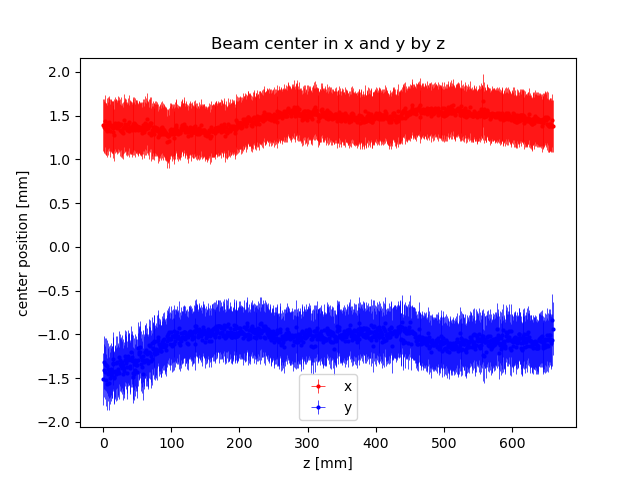 Beam center in x and y by z
center position [mm]
2.0
1.5
1.0
0.5
0.0
−0.5
−1.0
−1.5
−2.0
x
y
0 100 200 300 400 500 600
z [mm]